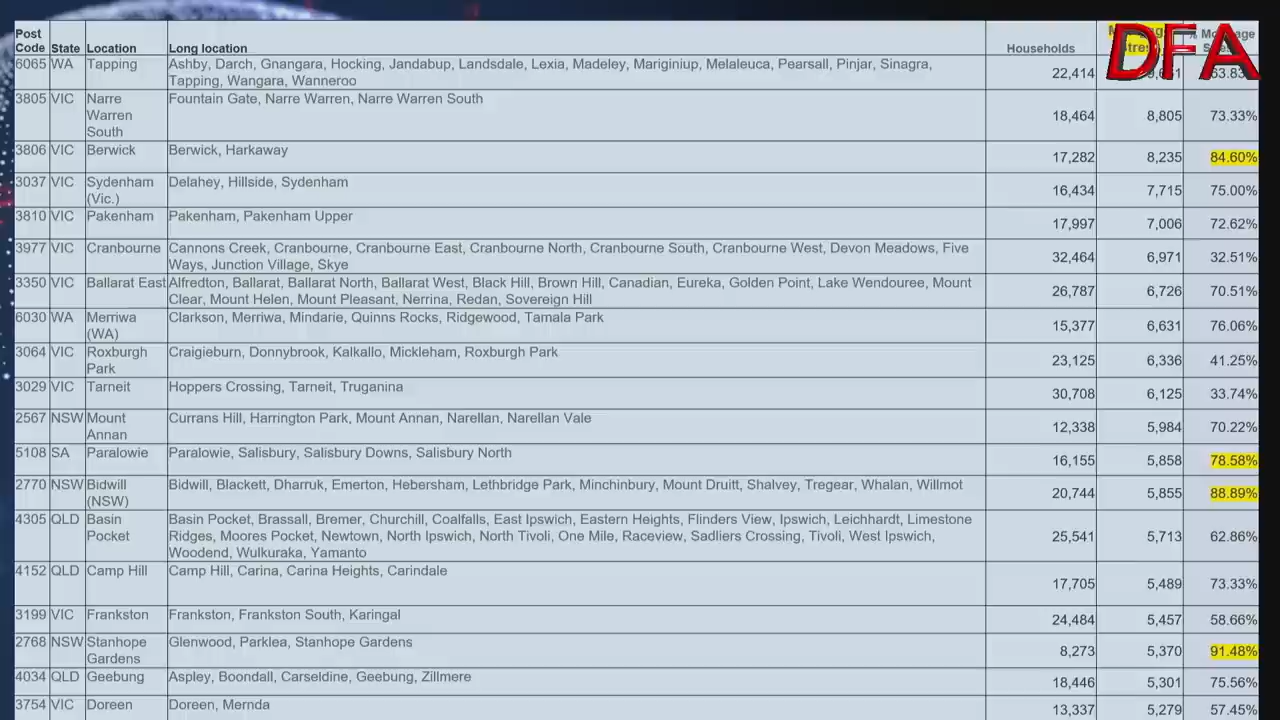 DFA
Post Code State Location Long location Households Mortgage Stress % Mortgage
6065 WA Tapping Ashby, Darch, Gnangara, Hocking, Jandabup, Landsdale, Lexia, Madeley, Mariginiup, Melaleuca, Pearsall, Pinjar, Sinagra,
Tapping, Wangara, Wanneroo 22,414
3805 VIC Narre Warren South Fountain Gate, Narre Warren, Narre Warren South 18,464 8,805 73.33%
3806 VIC Berwick Berwick, Harkaway 17,282 8,235 84.60%
3037 VIC Sydenham (Vic.) Delahey, Hillside, Sydenham 16,434 7,715 75.00%
3810 VIC Pakenham Pakenham, Pakenham Upper 17,997 7,006 72.62%
3977 VIC Cranbourne Cannons Creek, Cranbourne, Cranbourne East, Cranbourne North, Cranbourne South, Cranbourne West, Devon Meadows, Five
Ways, Junction Village, Skye 32,464 6,971 32.51%
3350 VIC Ballarat East Alfredton, Ballarat, Ballarat North, Ballarat West, Black Hill, Brown Hill, Canadian, Eureka, Golden Point, Lake Wendouree, Mount
Clear, Mount Helen, Mount Pleasant, Nerrina, Redan, Sovereign Hill 26,787 6,726 70.51%
6030 WA Merriwa (WA) Clarkson, Merriwa, Mindarie, Quinns Rocks, Ridgewood, Tamala Park 15,377 6,631 76.06%
3064 VIC Roxburgh Park Craigieburn, Donnybrook, Kalkallo, Mickleham, Roxburgh Park 23,125 6,336 41.25%
3029 VIC Tarneit Hoppers Crossing, Tarneit, Truganina 30,708 6,125 33.74%
2567 NSW Mount Annan Currans Hill, Harrington Park, Mount Annan, Narellan, Narellan Vale 12,338 5,984 70.22%
5108 SA Paralowie Paralowie, Salisbury, Salisbury Downs, Salisbury North 16,155 5,858 78.58%
2770 NSW Bidwill (NSW) Bidwill, Blackett, Dharruk, Emerton, Hebersham, Lethbridge Park, Minchinbury, Mount Druitt, Shalvey, Tregear, Whalan, Willmot 20,744 5,855 88.89%
4305 QLD Basin Pocket Basin Pocket, Brassall, Bremer, Churchill, Coalfalls, East Ipswich, Eastern Heights, Flinders View, Ipswich, Leichhardt, Limestone
Ridges, Moores Pocket, Newtown, North Ipswich, North Tivoli, One Mile, Raceview, Sadliers Crossing, Tivoli, West Ipswich,
Woodend, Wulkuraka, Yamanto 25,541 5,713 62.86%
4152 QLD Camp Hill Camp Hill, Carina, Carina Heights, Carindale 17,705 5,489 73.33%
3199 VIC Frankston Frankston, Frankston South, Karingal 24,484 5,457 58.66%
2768 NSW Stanhope Gardens Glenwood, Parklea, Stanhope Gardens 8,273 5,370 91.48%
4034 QLD Geebung Aspley, Boondall, Carseldine, Geebung, Zillmere 18,446 5,301 75.56%
3754 VIC Doreen Doreen, Mernda 13,337 5,279 57.45%